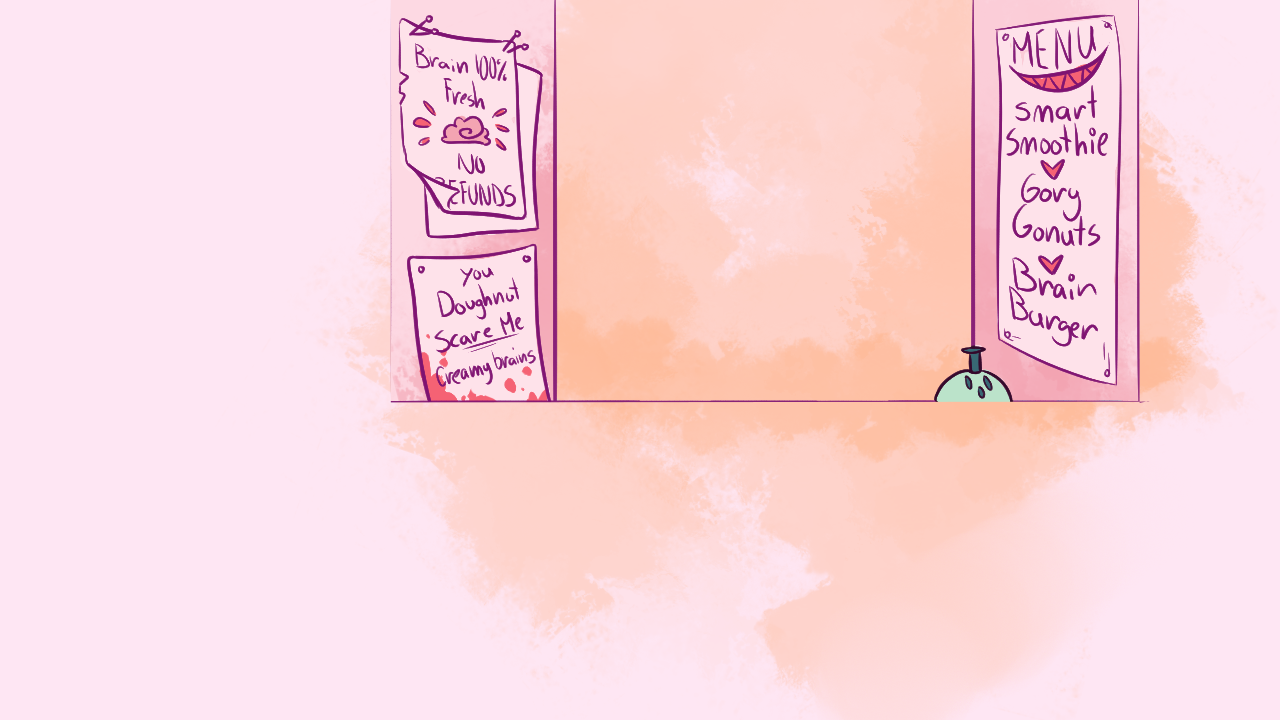 Brain 100%
Fresh
NO
REFUNDS
you
Doughnut
Scare Me
Creamy brains
MENU
smart
Smoothie
Gory
Gonuts
Brain
Burger